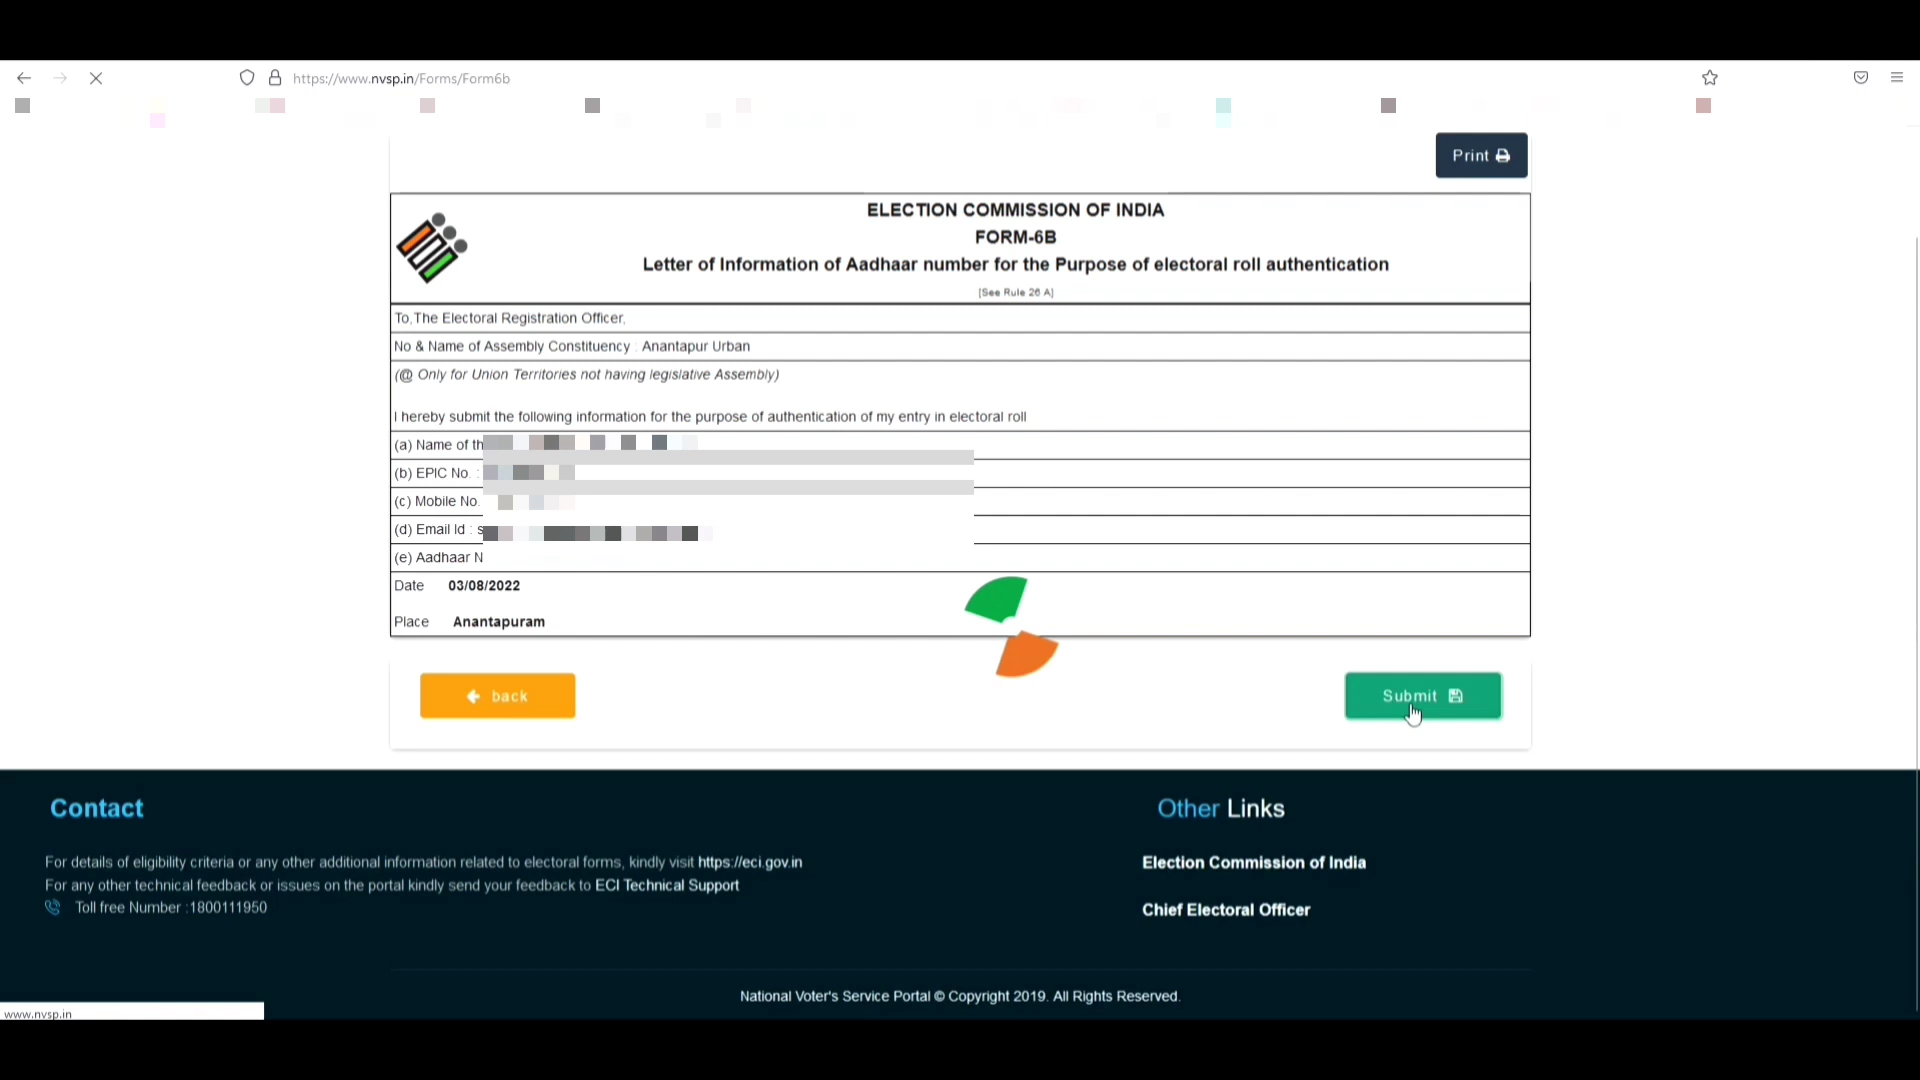 https://www.nvsp.in/Forms/Form6b
Print
ELECTION COMMISSION OF INDIA
FORM-6B
Letter of Information of Aadhaar number for the Purpose of electoral roll authentication
[See Rule 26 A]
To,The Electoral Registration Officer,
No & Name of Assembly Constituency : Anantapur Urban
(@ Only for Union Territories not having legislative Assembly)
I hereby submit the following information for the purpose of authentication of my entry in electoral roll
(a) Name of th
(b) EPIC No. :
(c) Mobile No.
(d) Email Id : s
(e) Aadhaar N
Date 03/08/2022
Place Anantapuram
back
Submit
Contact
Other Links
For details of eligibility criteria or any other additional information related to electoral forms, kindly visit https://eci.gov.in
For any other technical feedback or issues on the portal kindly send your feedback to ECI Technical Support
Toll free Number :1800111950
Election Commission of India
Chief Electoral Officer
National Voter's Service Portal © Copyright 2019. All Rights Reserved.
www.nvsp.in